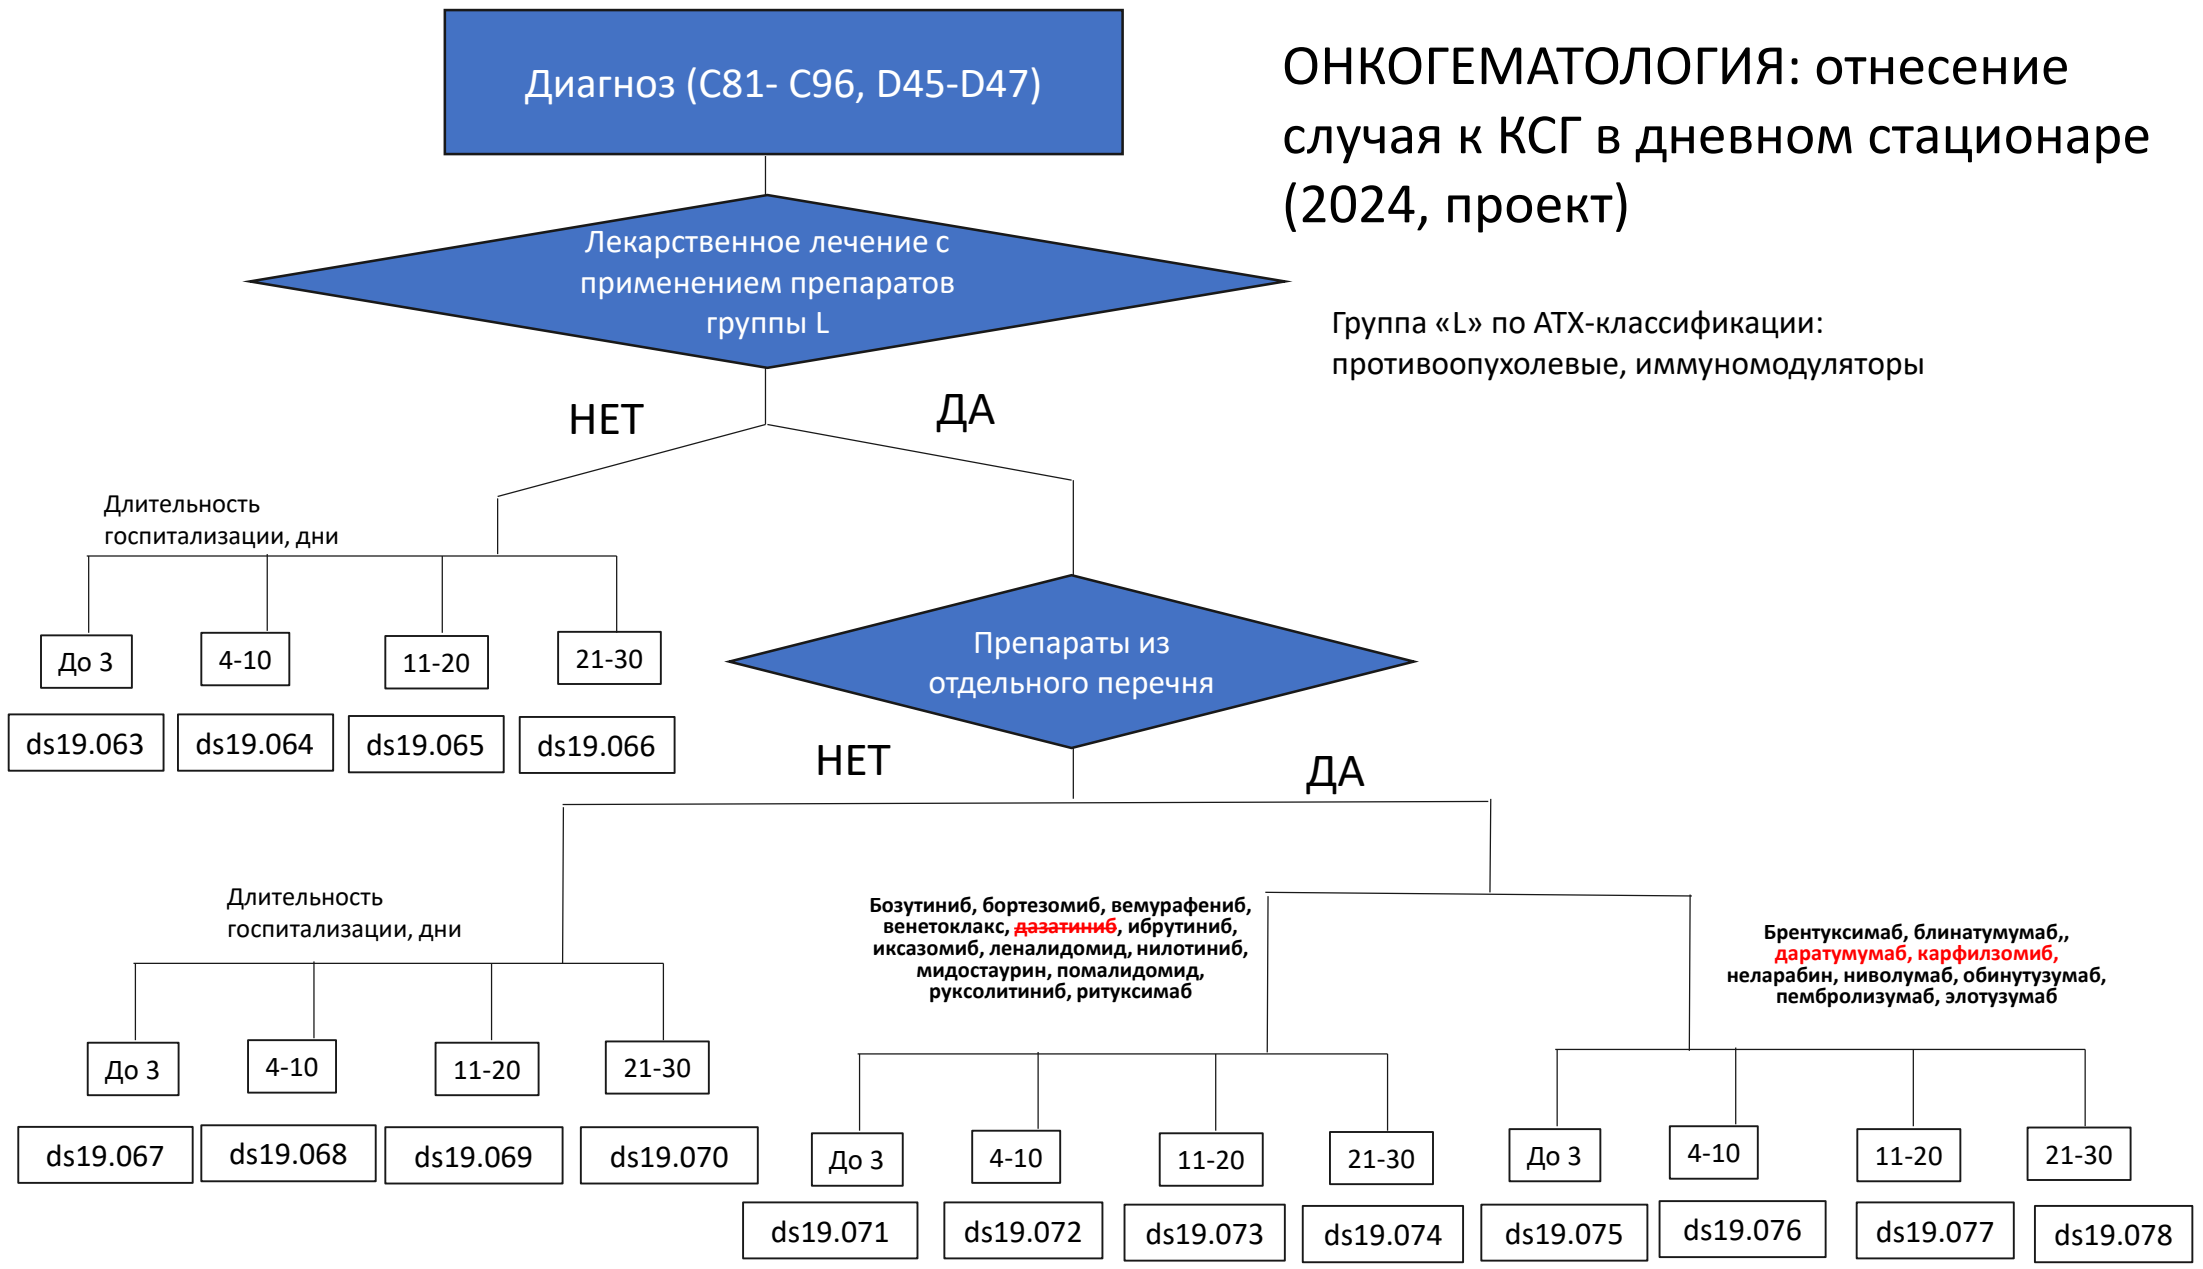 Диагноз (С81- С96, D45-D47)
ОНКОГЕМАТОЛОГИЯ: отнесение
случая к КСГ в дневном стационаре
(2024, проект)
Лекарственное лечение с
применением препаратов
группы L
Группа «L» по АТХ-классификации:
противоопухолевые, иммуномодуляторы
НЕТ
ДА
Длительность
госпитализации, дни
До 3
4-10
11-20
21-30
ds19.063
ds19.064
ds19.065
ds19.066
Препараты из
отдельного перечня
НЕТ
ДА
Длительность
госпитализации, дни
До 3
4-10
11-20
21-30
ds19.067
ds19.068
ds19.069
ds19.070
Бозутиниб, бортезомиб, вемурафениб,
венетоклакс, дазатиниб, ибрутиниб,
иксазомиб, леналидомид, нилотиниб,
мидостаурин, помалидомид,
руксолитиниб, ритуксимаб
До 3
4-10
11-20
21-30
ds19.071
ds19.072
ds19.073
ds19.074
Брентуксимаб, блинатумумаб,,
даратумумаб, карфилзомиб,
неларабин, ниволумаб, обинутузумаб,
пембролизумаб, элотузумаб
До 3
4-10
11-20
21-30
ds19.075
ds19.076
ds19.077
ds19.078